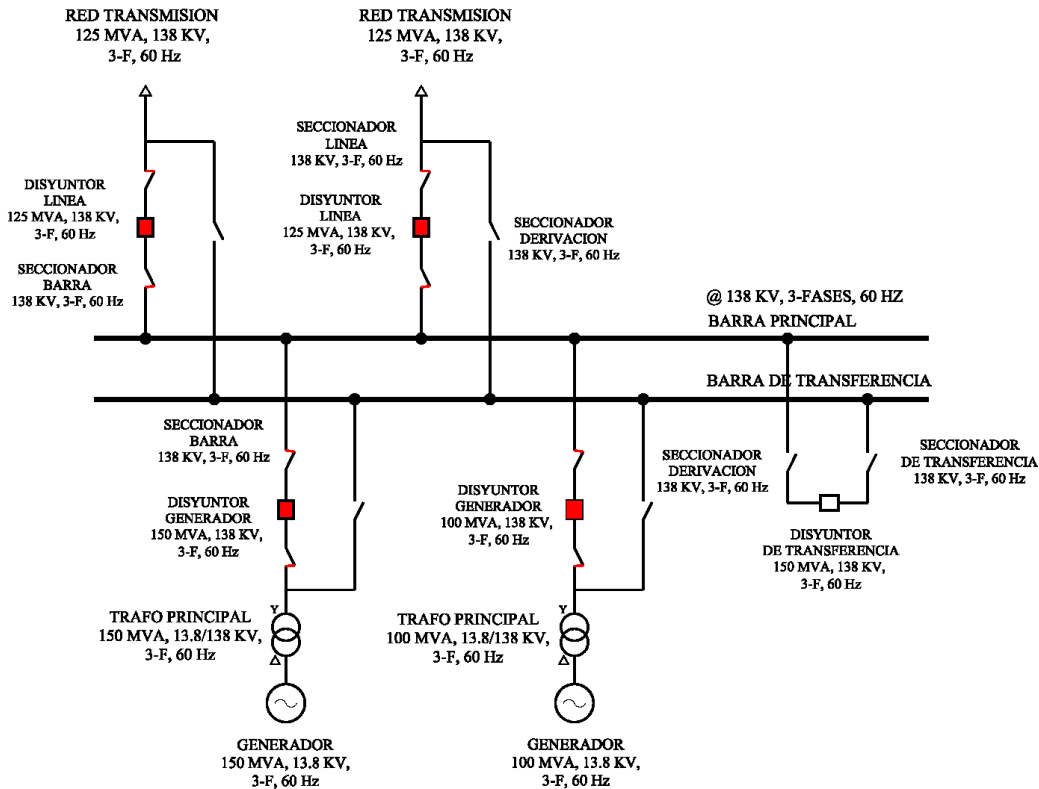 RED TRANSMISION
125 MVA, 138 KV,
3-F, 60 Hz
RED TRANSMISION
125 MVA, 138 KV,
3-F, 60 Hz
SECCIONADOR
LINEA
138 KV, 3-F, 60 Hz
DISYUNTOR
LINEA
125 MVA, 138 KV,
3-F, 60 Hz
DISYUNTOR
LINEA
125 MVA, 138 KV,
3-F, 60 Hz
SECCIONADOR
DERIVACION
138 KV, 3-F, 60 Hz
SECCIONADOR
BARRA
138 KV, 3-F, 60 Hz
@ 138 KV, 3-FASES, 60 HZ
BARRA PRINCIPAL
BARRA DE TRANSFERENCIA
SECCIONADOR
BARRA
138 KV, 3-F, 60 Hz
SECCIONADOR
DERIVACION
138 KV, 3-F, 60 Hz
SECCIONADOR
DE TRANSFERENCIA
138 KV, 3-F, 60 Hz
DISYUNTOR
GENERADOR
150 MVA, 138 KV,
3-F, 60 Hz
DISYUNTOR
GENERADOR
100 MVA, 138 KV,
3-F, 60 Hz
DISYUNTOR
DE TRANSFERENCIA
150 MVA, 138 KV,
3-F, 60 Hz
Y
TRAFO PRINCIPAL
150 MVA, 13.8/138 KV,
3-F, 60 Hz
Δ
Y
TRAFO PRINCIPAL
100 MVA, 13.8/138 KV,
3-F, 60 Hz
Δ
GENERADOR
150 MVA, 13.8 KV,
3-F, 60 Hz
GENERADOR
100 MVA, 13.8 KV,
3-F, 60 Hz